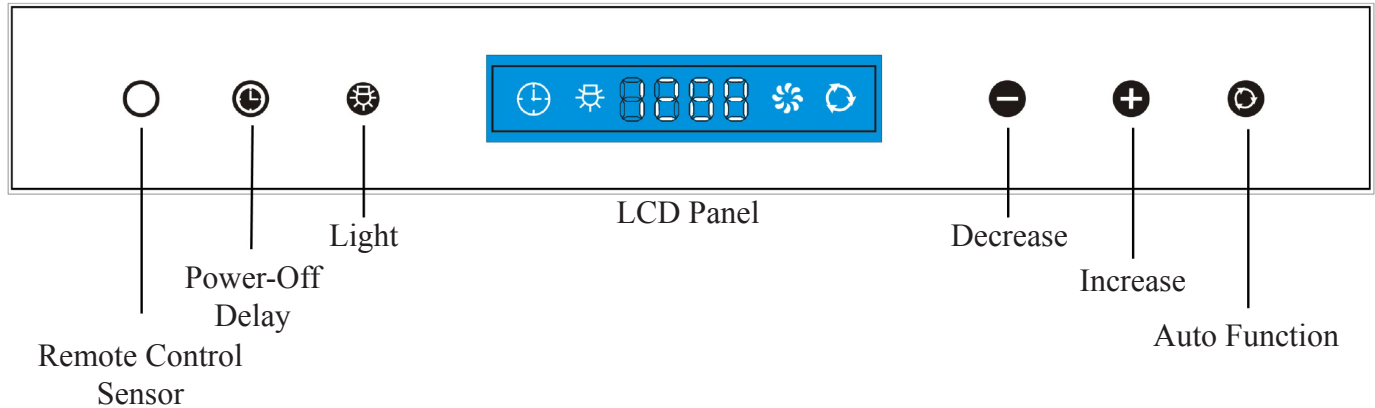 LCD Panel
Light
Decrease
Power-Off
Delay
Increase
Remote Control
Sensor
Auto Function